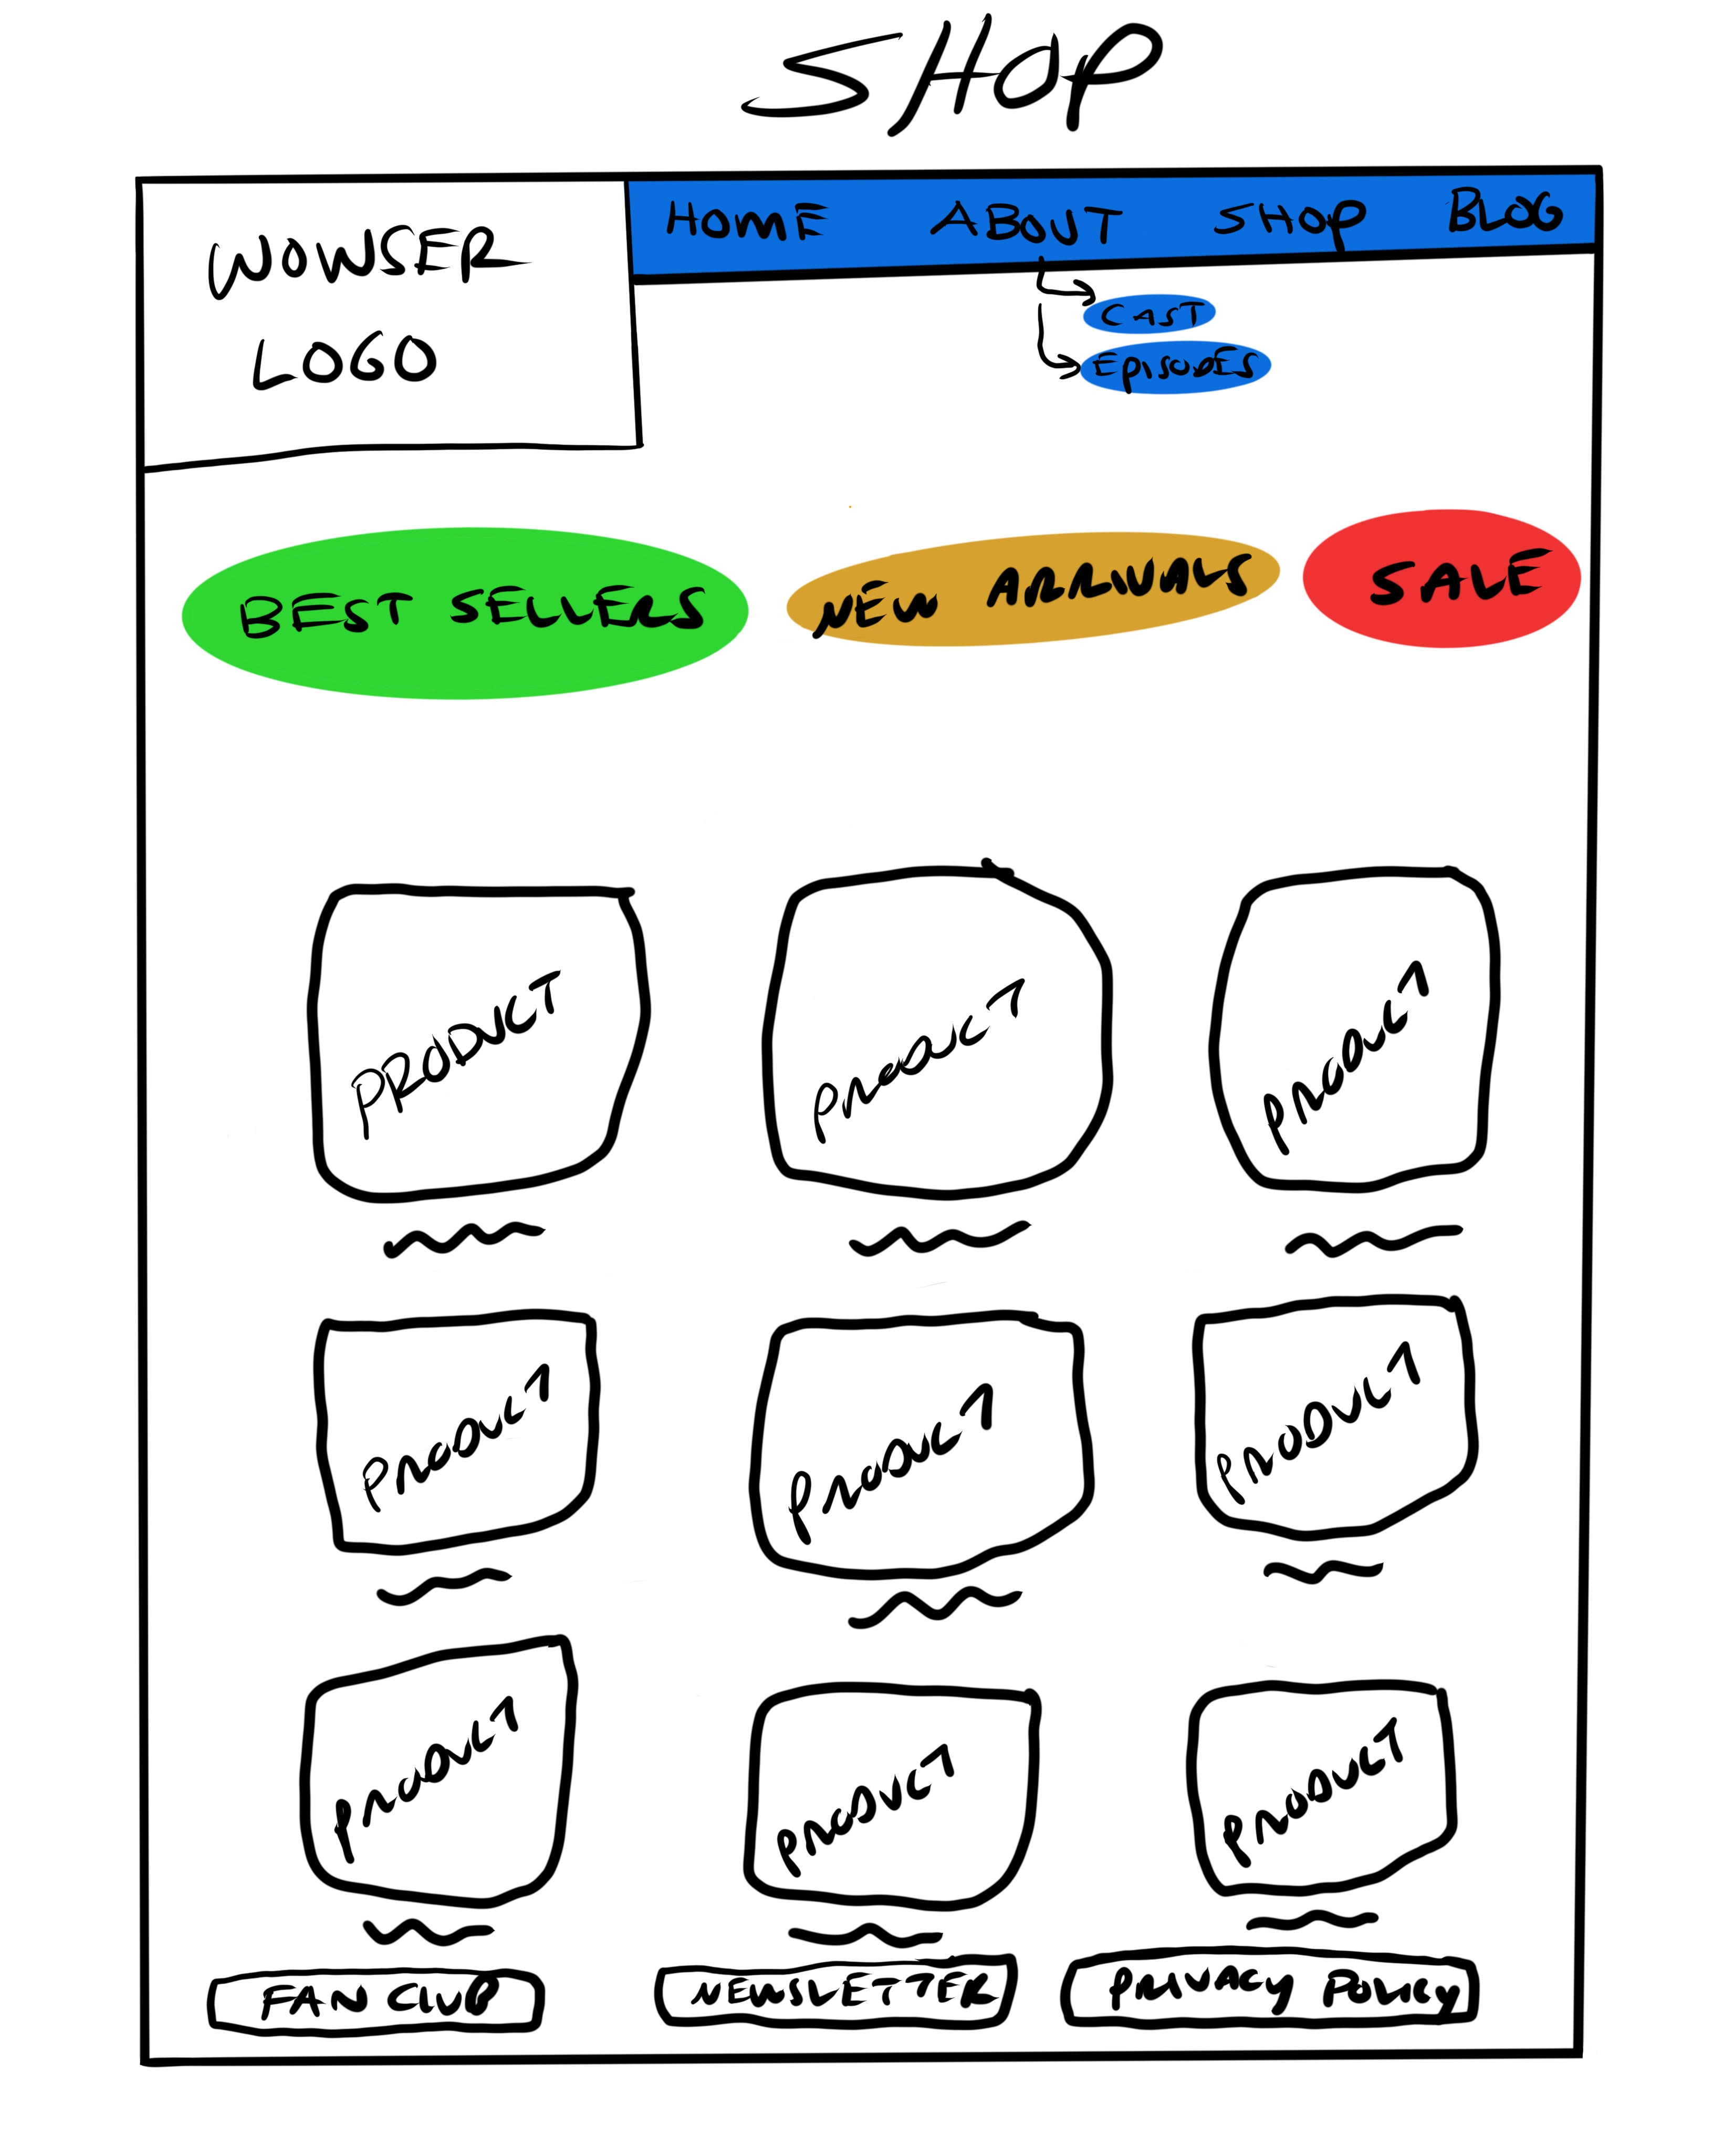 SHOP
WONGER
LOGO
HOME ABOUT SHOP BLOG
CAST
EPISODES
BEST SELLERS NEW ARRIVALS SALE
PRODUCT PRODUCT PRODUCT
PRODUCT PRODUCT PRODUCT
PRODUCT PRODUCT PRODUCT
FAN CLUB NEWSLETTER PRIVACY POLICY